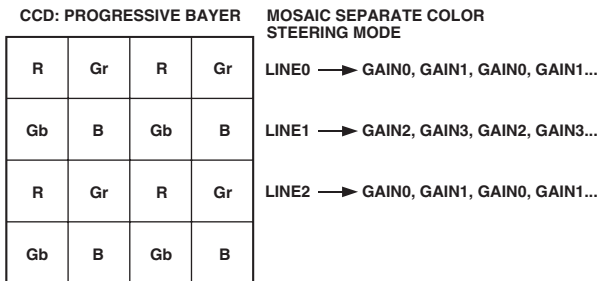 CCD: PROGRESSIVE BAYER
MOSAIC SEPARATE COLOR
STEERING MODE
R Gr R Gr
LINE0 GAIN0, GAIN1, GAIN0, GAIN1...
Gb B Gb B
LINE1 GAIN2, GAIN3, GAIN2, GAIN3...
R Gr R Gr
LINE2 GAIN0, GAIN1, GAIN0, GAIN1...
Gb B Gb B